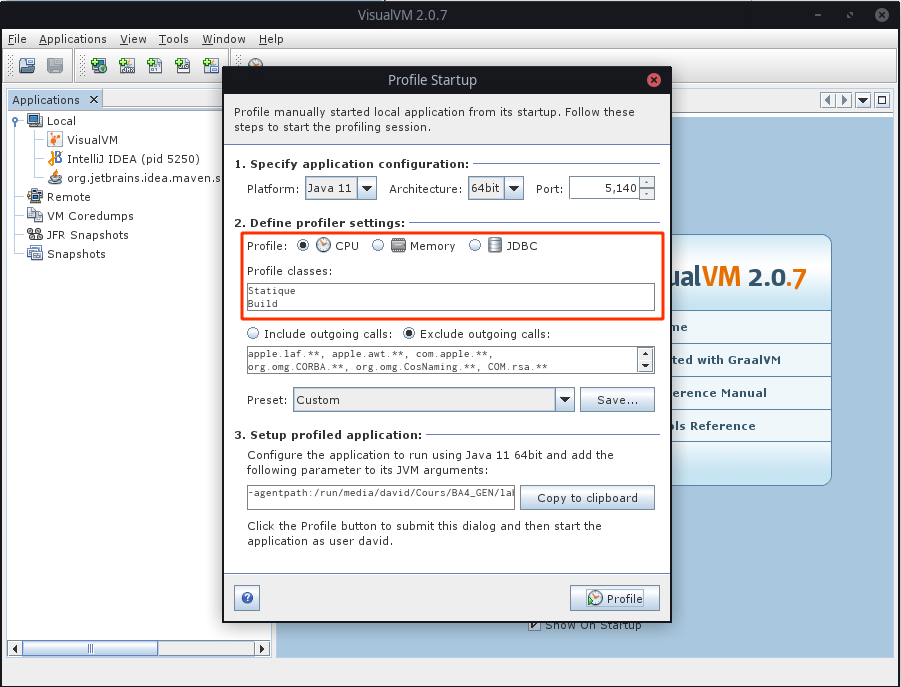 VisualVM 2.0.7
File Applications View Tools Window Help
Applications
Local
VisualVM
IntelliJ IDEA (pid 5250)
org.jetbrains.idea.maven.s
Remote
VM Coredumps
JFR Snapshots
Snapshots
Profile Startup
Profile manually started local application from its startup. Follow these
steps to start the profiling session.
1. Specify application configuration:
Platform: Java 11 Architecture: 64bit Port: 5,140
2. Define profiler settings:
Profile: CPU Memory JDBC
Profile classes:
Statique
Build
Include outgoing calls: Exclude outgoing calls:
apple.laf.**, apple.awt.**, com.apple.**,
org.omg.CORBA.**, org.omg.CosNaming.**, COM.rsa.**
Preset: Custom Save...
3. Setup profiled application:
Configure the application to run using Java 11 64bit and add the
following parameter to its JVM arguments:
-agentpath:/run/media/david/Cours/BA4_GEN/lab
Copy to clipboard
Click the Profile button to submit this dialog and then start the
application as user david.
? Profile
ualVM 2.0.7
me
ted with GraalVM
erence Manual
ls Reference
Show On Startup